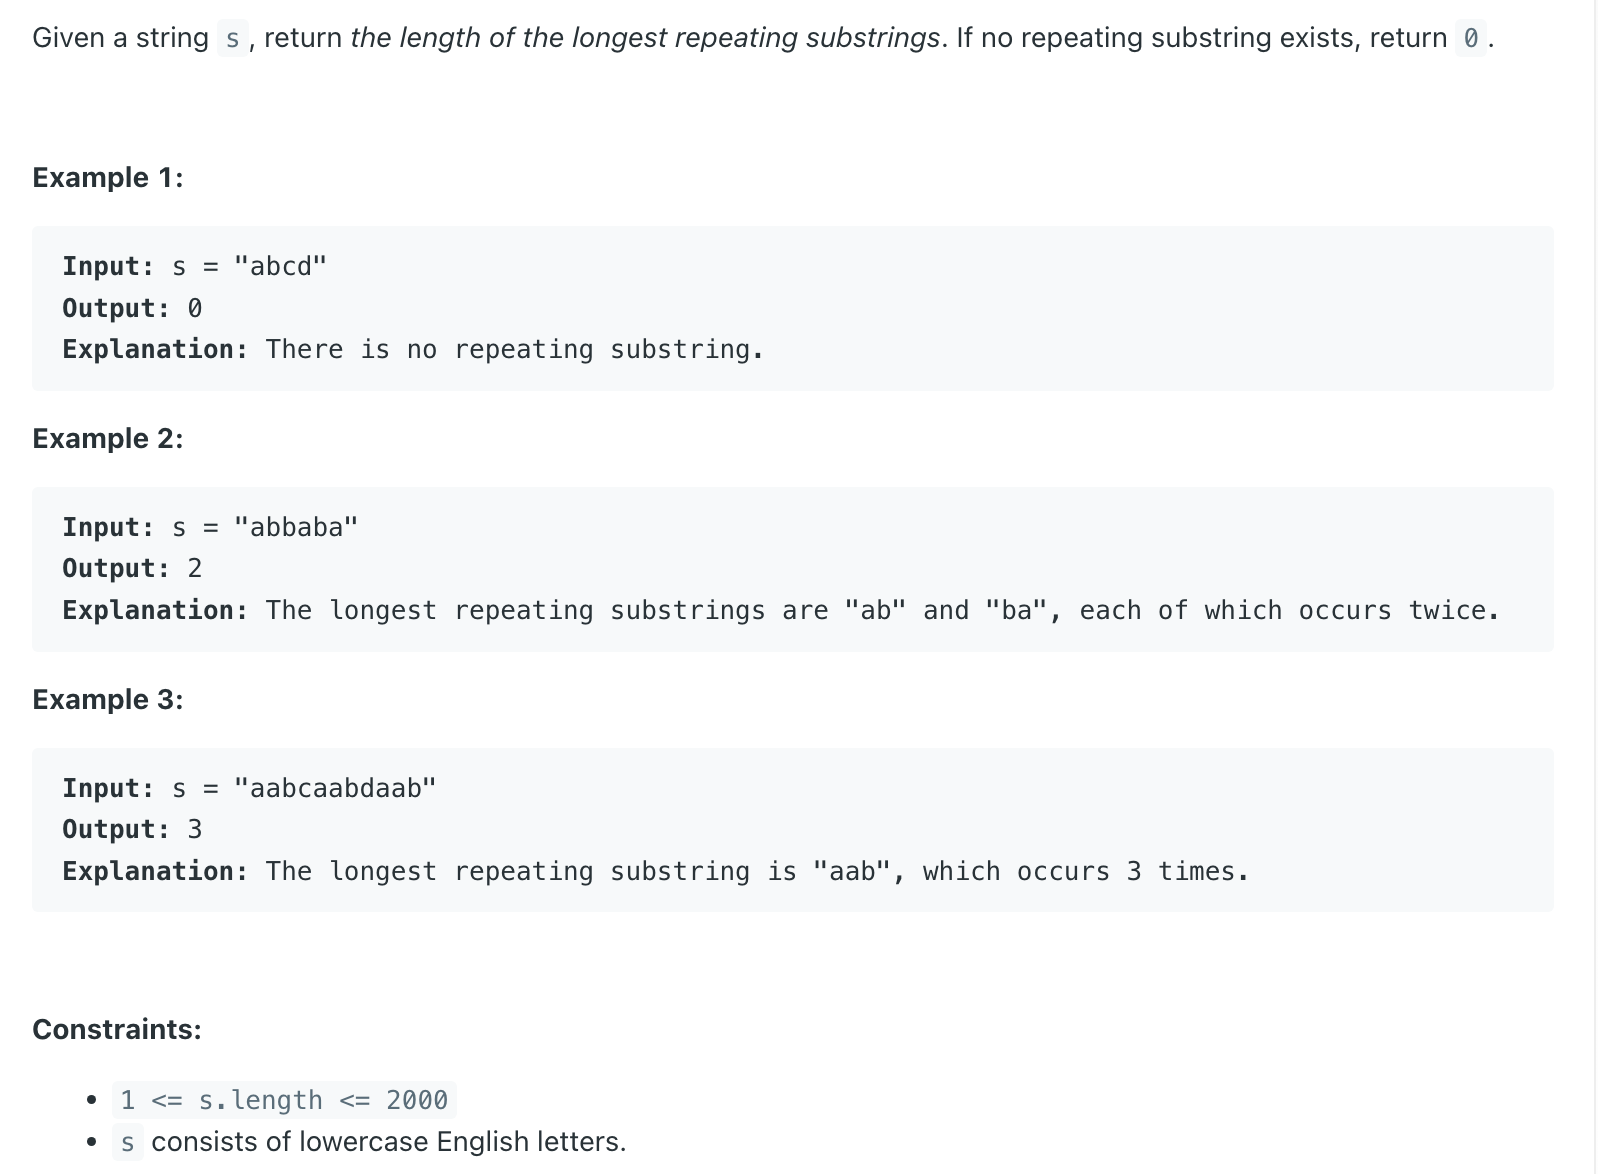 Given a string s, return the length of the longest repeating substrings. If no repeating substring exists, return 0.
Example 1:
Input: s = "abcd"
Output: 0
Explanation: There is no repeating substring.
Example 2:
Input: s = "abbaba"
Output: 2
Explanation: The longest repeating substrings are "ab" and "ba", each of which occurs twice.
Example 3:
Input: s = "aabcaabdaab"
Output: 3
Explanation: The longest repeating substring is "aab", which occurs 3 times.
Constraints:
• 1 <= s.length <= 2000
• s consists of lowercase English letters.